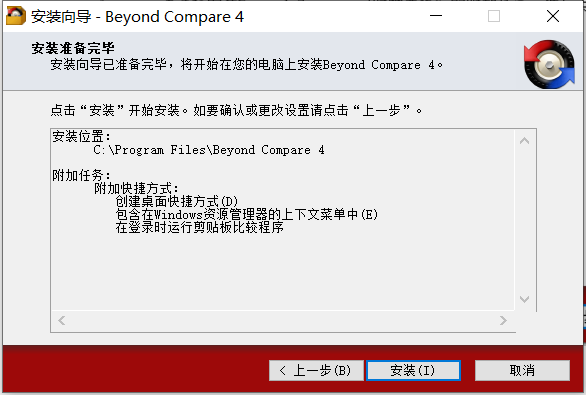 安装向导 - Beyond Compare 4
安装准备完毕
安装向导已准备完毕，将开始在您的电脑上安装Beyond Compare 4。
点击“安装”开始安装。如要确认或更改设置请点击“上一步”。
安装位置：
C:\Program Files\Beyond Compare 4
附加任务：
附加快捷方式：
创建桌面快捷方式(D)
包含在Windows资源管理器的上下文菜单中(E)
在登录时运行剪贴板比较程序
< 上一步(B) 安装(I) 取消